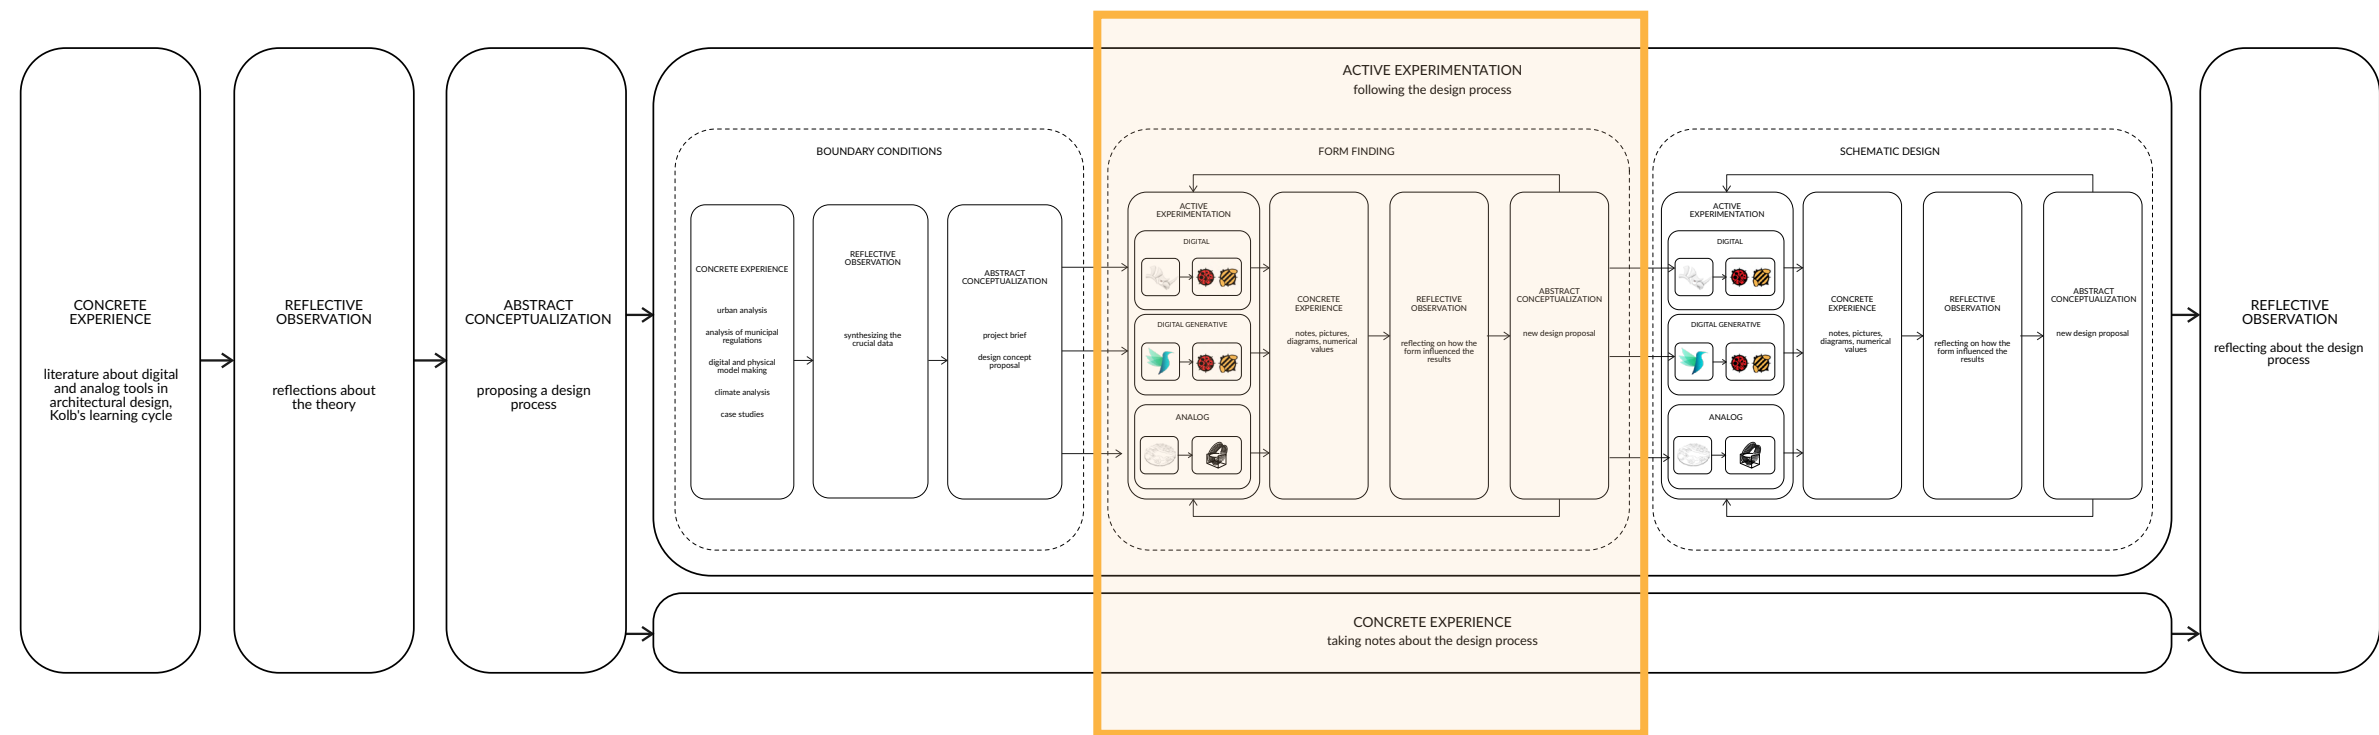 CONCRETE
EXPERIENCE
literature about digital
and analog tools in
architectural design,
Kolb's learning cycle
REFLECTIVE
OBSERVATION
reflections about
the theory
ABSTRACT
CONCEPTUALIZATION
proposing a design
process
ACTIVE EXPERIMENTATION
following the design process
BOUNDARY CONDITIONS
CONCRETE EXPERIENCE
urban analysis
analysis of municipal
regulations
digital and physical
model making
climate analysis
case studies
REFLECTIVE
OBSERVATION
synthesizing the
crucial data
ABSTRACT
CONCEPTUALIZATION
project brief
design concept
proposal
FORM FINDING
ACTIVE
EXPERIMENTATION
DIGITAL
DIGITAL GENERATIVE
ANALOG
CONCRETE
EXPERIENCE
notes, pictures,
diagrams, numerical
values
REFLECTIVE
OBSERVATION
reflecting on how the
form influenced the
results
ABSTRACT
CONCEPTUALIZATION
new design proposal
SCHEMATIC DESIGN
ACTIVE
EXPERIMENTATION
DIGITAL
DIGITAL GENERATIVE
ANALOG
CONCRETE
EXPERIENCE
notes, pictures,
diagrams, numerical
values
REFLECTIVE
OBSERVATION
reflecting on how the
form influenced the
results
ABSTRACT
CONCEPTUALIZATION
new design proposal
CONCRETE EXPERIENCE
taking notes about the design process
REFLECTIVE
OBSERVATION
reflecting about the design
process